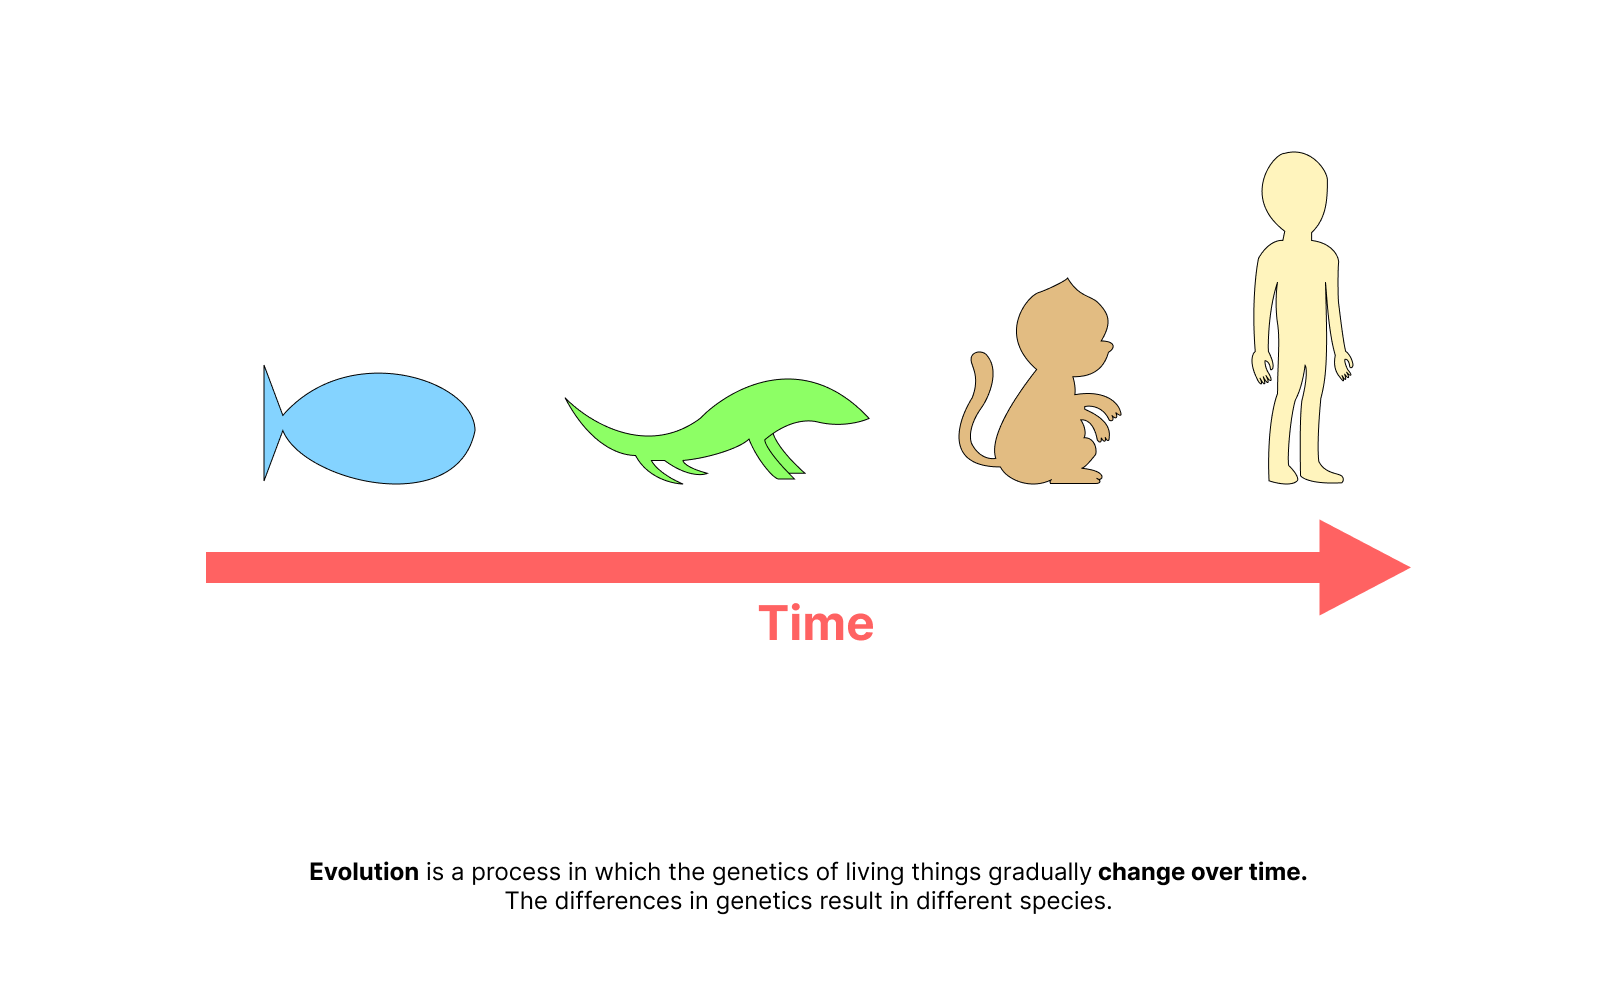 Time
Evolution is a process in which the genetics of living things gradually change over time.
The differences in genetics result in different species.